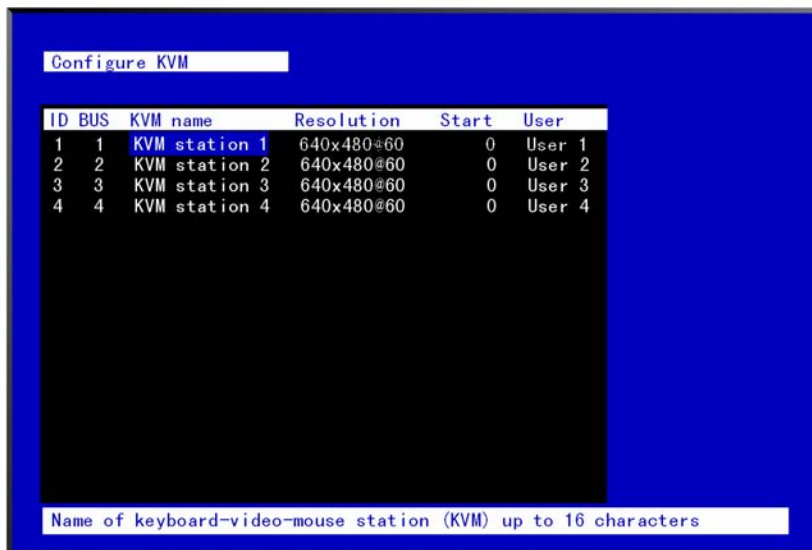 Configure KVM
ID BUS KVM name Resolution Start User
1 1 KVM station 1 640x480@60 0 User 1
2 2 KVM station 2 640x480@60 0 User 2
3 3 KVM station 3 640x480@60 0 User 3
4 4 KVM station 4 640x480@60 0 User 4
Name of keyboard-video-mouse station (KVM) up to 16 characters